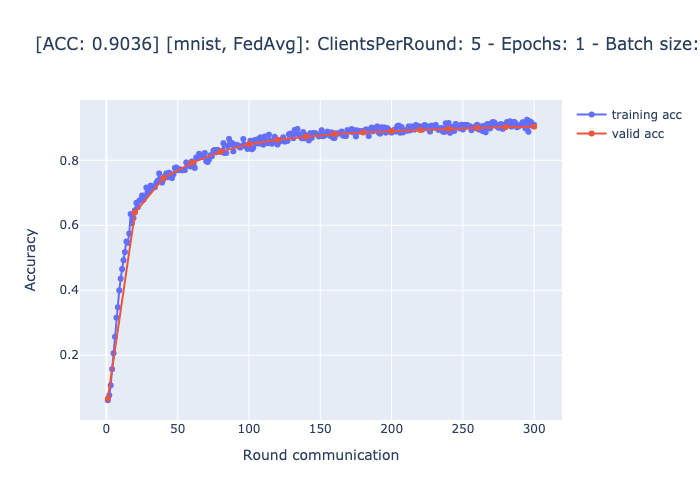 [ACC: 0.9036] [mnist, FedAvg]: ClientsPerRound: 5 - Epochs: 1 - Batch size:
training acc
valid acc
0.8
0.6
0.4
0.2
Accuracy
0 50 100 150 200 250 300
Round communication